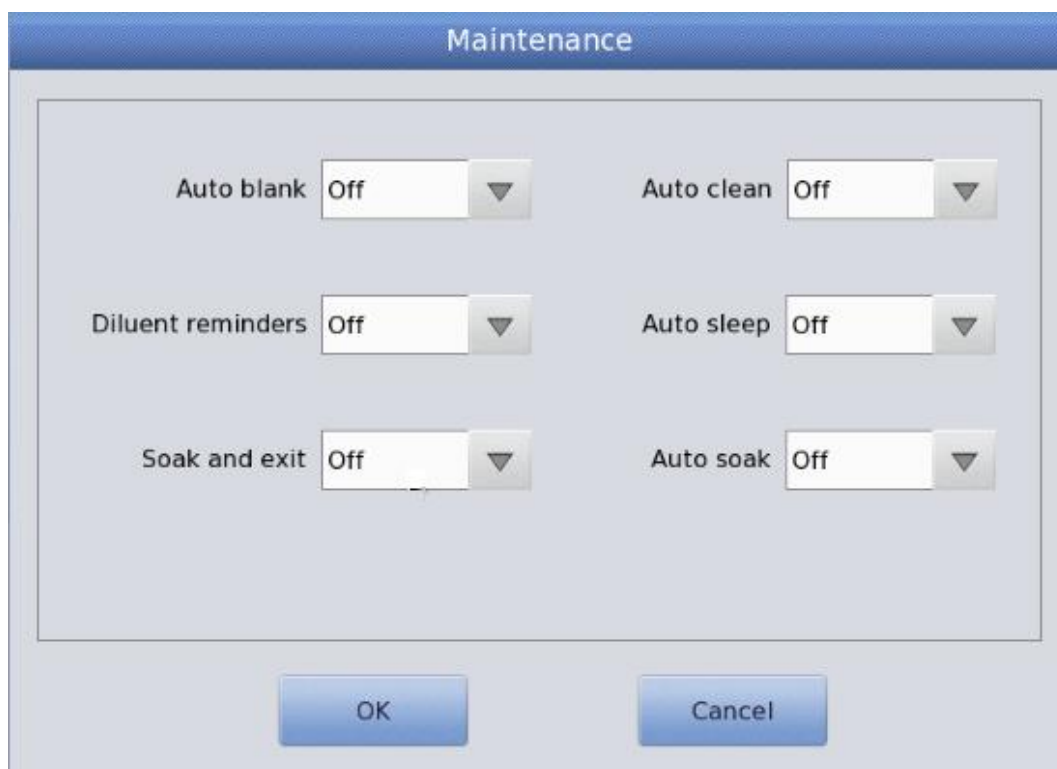 Maintenance
Auto blank Off Auto clean Off
Diluent reminders Off Auto sleep Off
Soak and exit Off Auto soak Off
OK Cancel